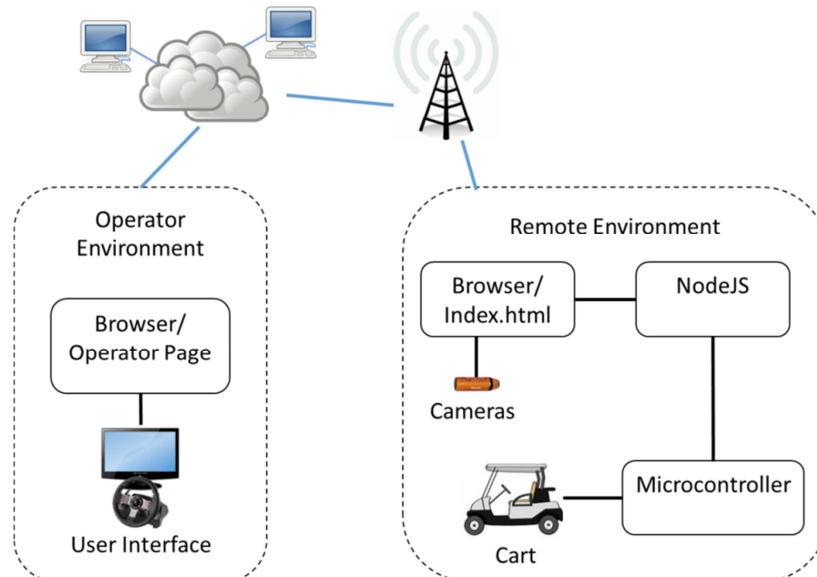 Operator
Environment
Browser/
Operator Page
User Interface
Remote Environment
Browser/
Index.html
NodeJS
Cameras
Microcontroller
Cart